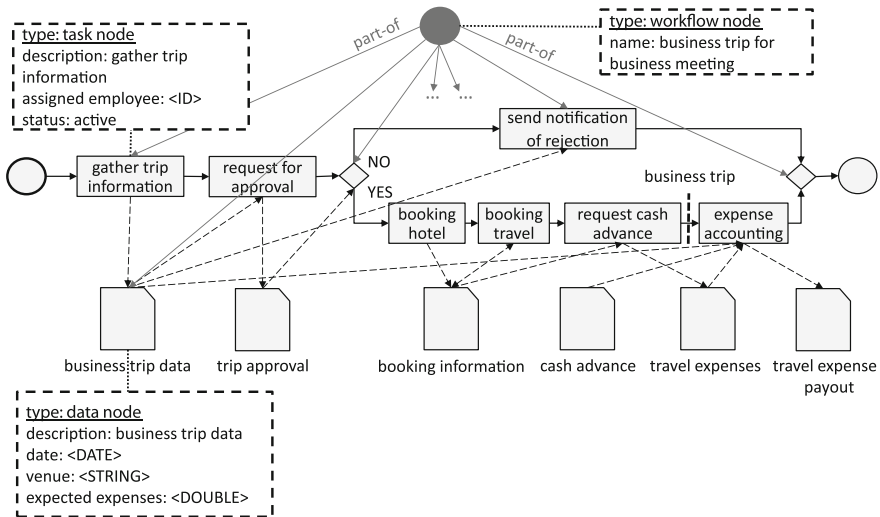 type: task node
description: gather trip
information
assigned employee: <ID>
status: active
part-of
part-of
type: workflow node
name: business trip for
business meeting
... ...
send notification
of rejection
gather trip
information
request for
approval
NO
YES
business trip
booking
hotel
booking
travel
request cash
advance
expense
accounting
business trip data
trip approval
booking information
cash advance
travel expenses
travel expense
payout
type: data node
description: business trip data
date: <DATE>
venue: <STRING>
expected expenses: <DOUBLE>